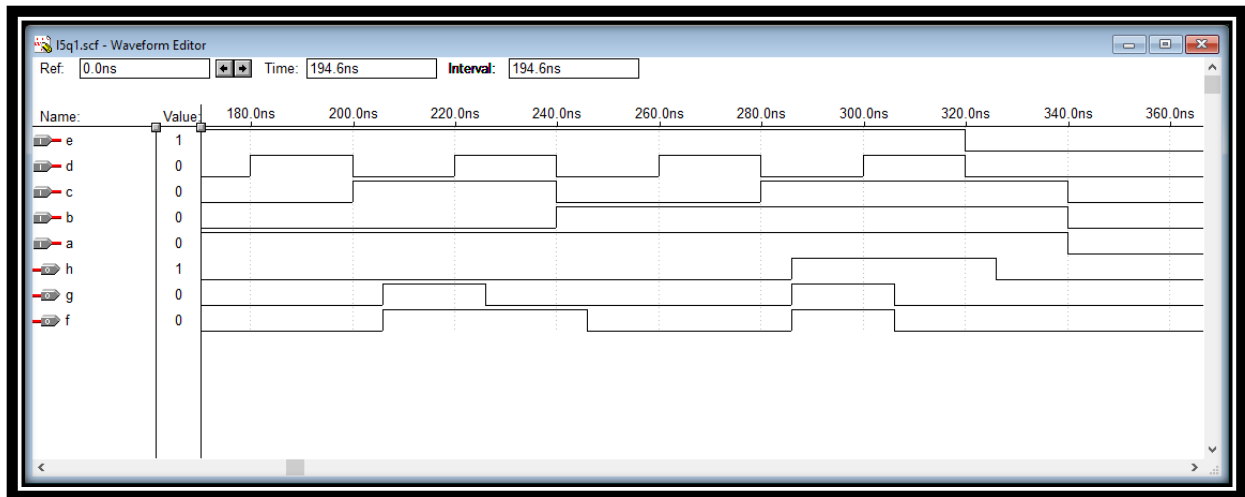 l5q1.scf - Waveform Editor
Ref: 0.0ns Time: 194.6ns Interval: 194.6ns
Name: Value: 180.0ns 200.0ns 220.0ns 240.0ns 260.0ns 280.0ns 300.0ns 320.0ns 340.0ns 360.0ns
e 1
d 0
c 0
b 0
a 0
h 1
g 0
f 0